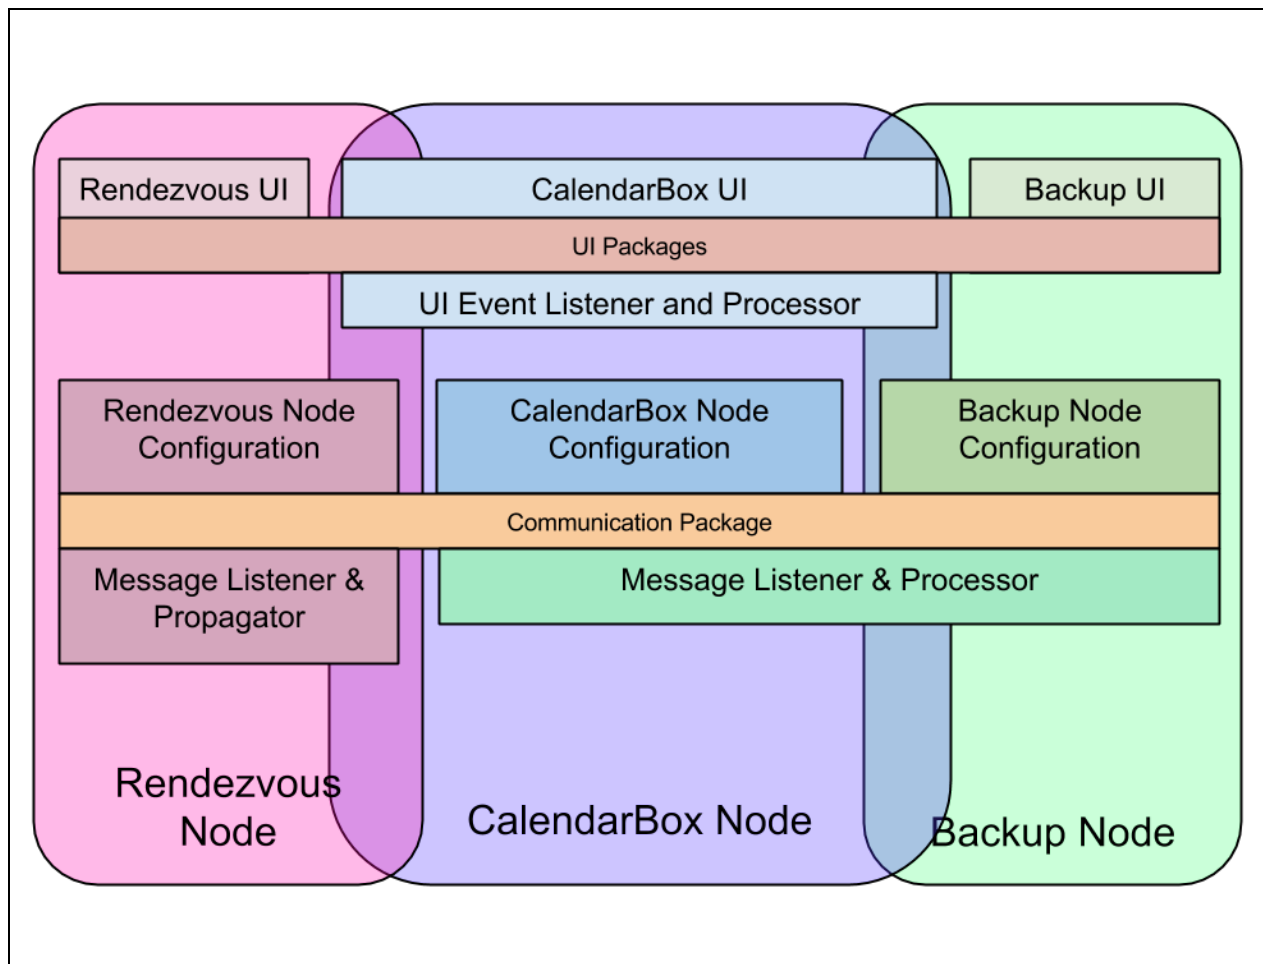 Rendezvous UI
CalendarBox UI
Backup UI
UI Packages
UI Event Listener and Processor
Rendezvous Node
Configuration
CalendarBox Node
Configuration
Backup Node
Configuration
Communication Package
Message Listener &
Propagator
Message Listener & Processor
Rendezvous
Node
CalendarBox Node
Backup Node